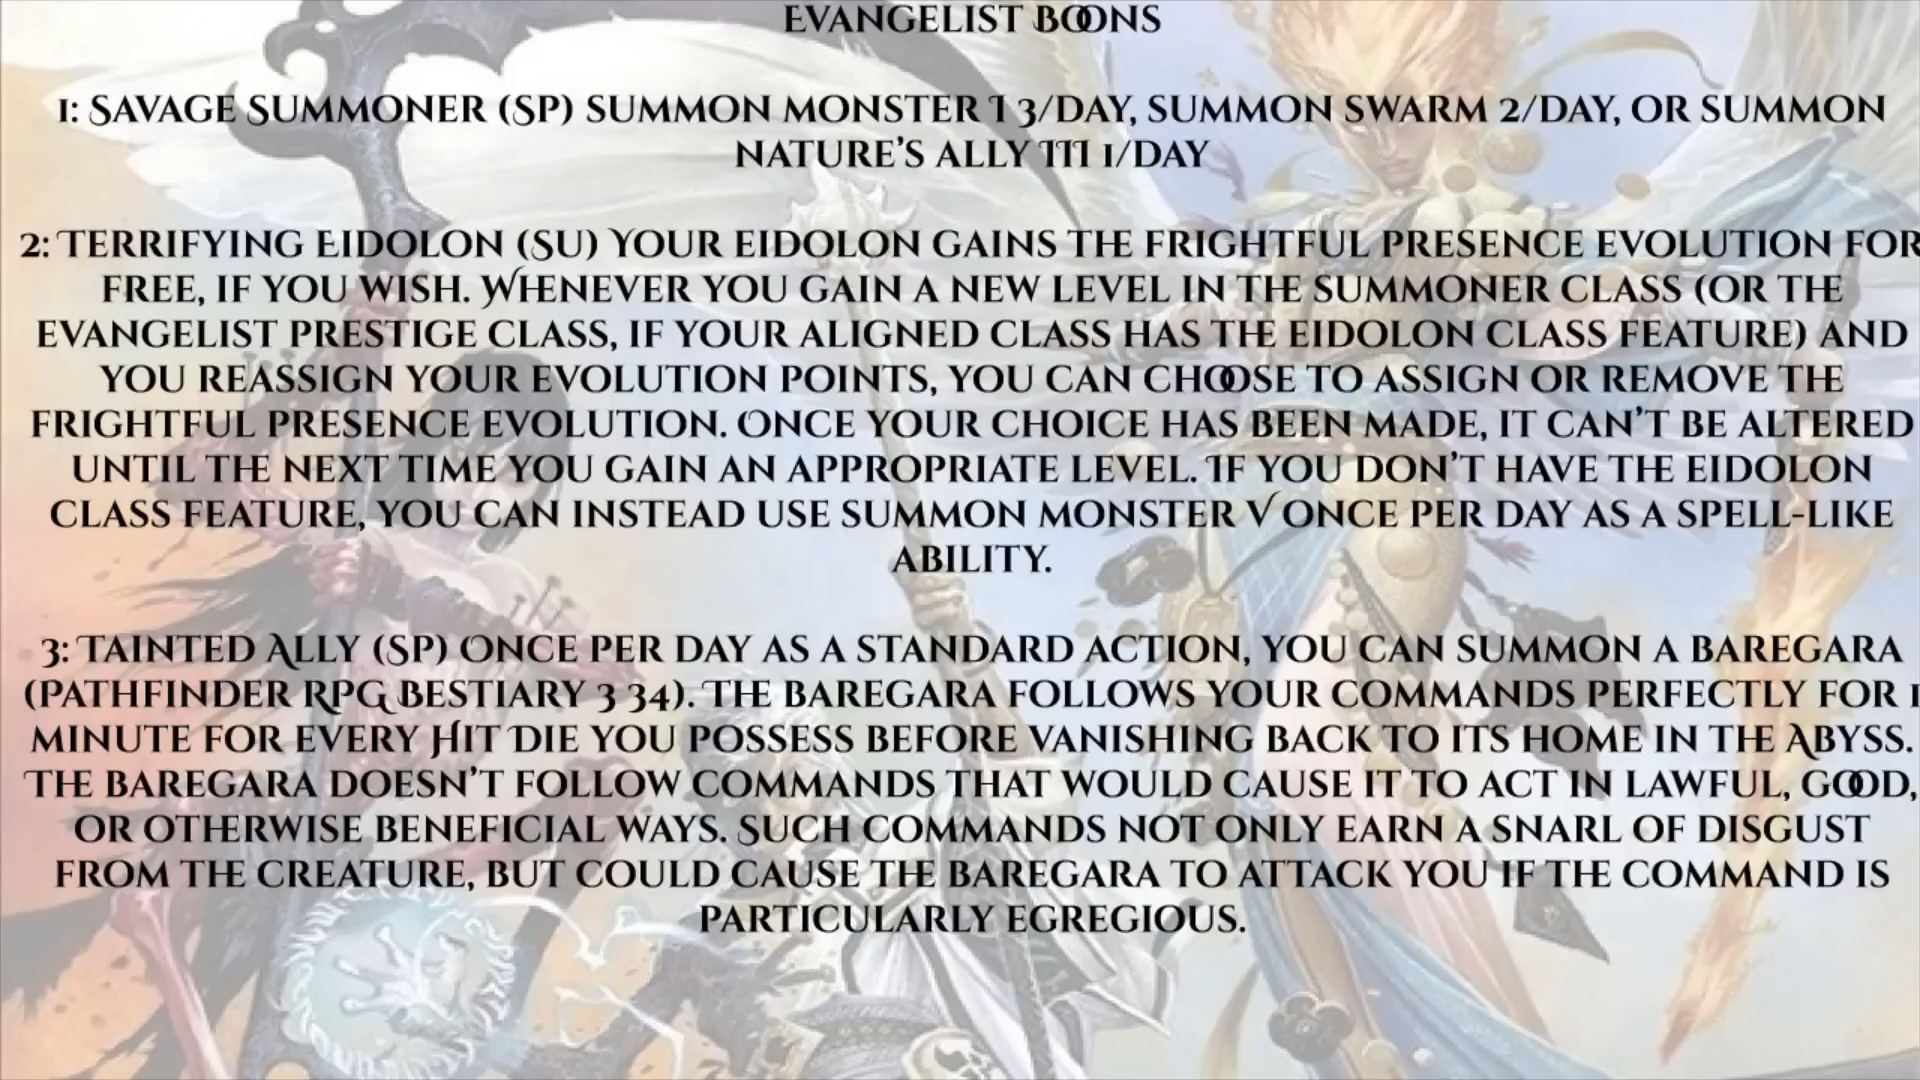 Evangelist Boons
1: Savage Summoner (Sp) summon monster I 3/day, summon swarm 2/day, or summon
nature's ally III 1/day
2: Terrifying Eidolon (Su) Your eidolon gains the frightful presence evolution for
free, if you wish. Whenever you gain a new level in the summoner class (or the
evangelist prestige class, if your aligned class has the eidolon class feature) and
you reassign your evolution points, you can choose to assign or remove the
frightful presence evolution. Once your choice has been made, it can't be altered
until the next time you gain an appropriate level. If you don't have the eidolon
class feature, you can instead use summon monster V once per day as a spell-like
ability.
3: Tainted Ally (Sp) Once per day as a standard action, you can summon a baregara
(Pathfinder RPG Bestiary 3 34). The baregara follows your commands perfectly for 1
minute for every Hit Die you possess before vanishing back to its home in the Abyss.
The baregara doesn't follow commands that would cause it to act in lawful, good,
or otherwise beneficial ways. Such commands not only earn a snarl of disgust
from the creature, but could cause the baregara to attack you if the command is
particularly egregious.